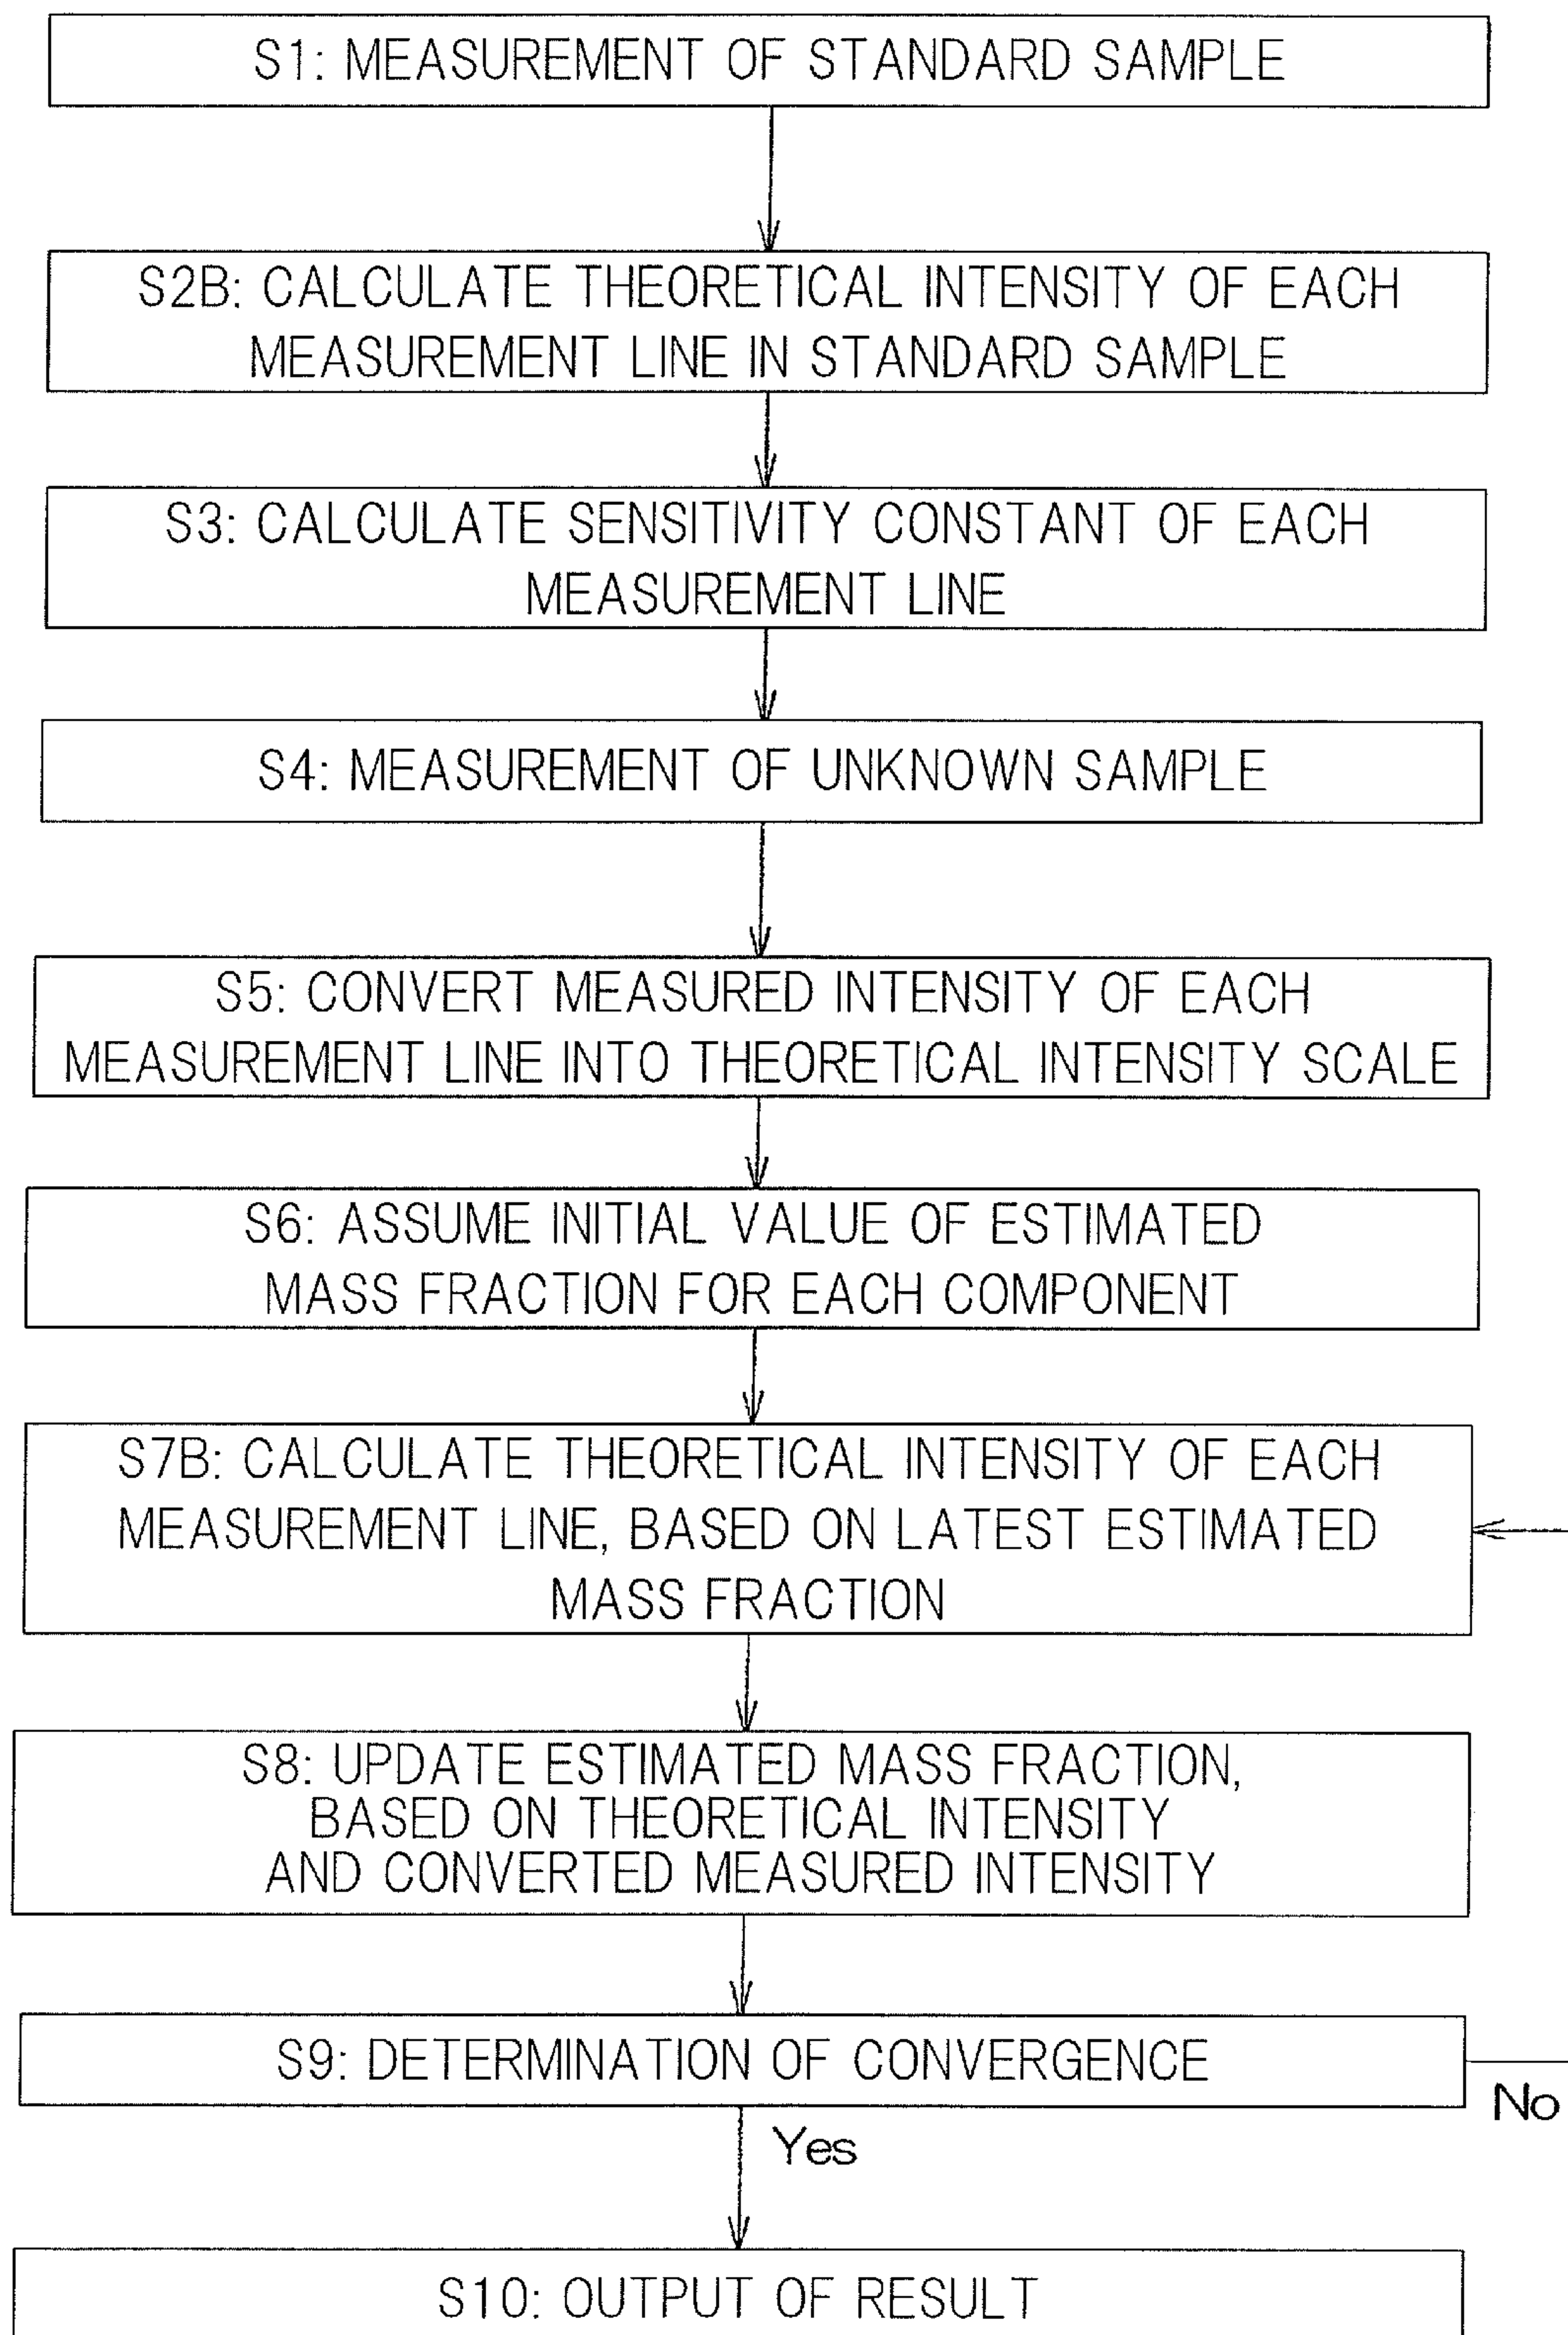 S1: MEASUREMENT OF STANDARD SAMPLE
S2B: CALCULATE THEORETICAL INTENSITY OF EACH
MEASUREMENT LINE IN STANDARD SAMPLE
S3: CALCULATE SENSITIVITY CONSTANT OF EACH
MEASUREMENT LINE
S4: MEASUREMENT OF UNKNOWN SAMPLE
S5: CONVERT MEASURED INTENSITY OF EACH
MEASUREMENT LINE INTO THEORETICAL INTENSITY SCALE
S6: ASSUME INITIAL VALUE OF ESTIMATED
MASS FRACTION FOR EACH COMPONENT
S7B: CALCULATE THEORETICAL INTENSITY OF EACH
MEASUREMENT LINE, BASED ON LATEST ESTIMATED
MASS FRACTION
S8: UPDATE ESTIMATED MASS FRACTION,
BASED ON THEORETICAL INTENSITY
AND CONVERTED MEASURED INTENSITY
S9: DETERMINATION OF CONVERGENCE
No
Yes
S10: OUTPUT OF RESULT